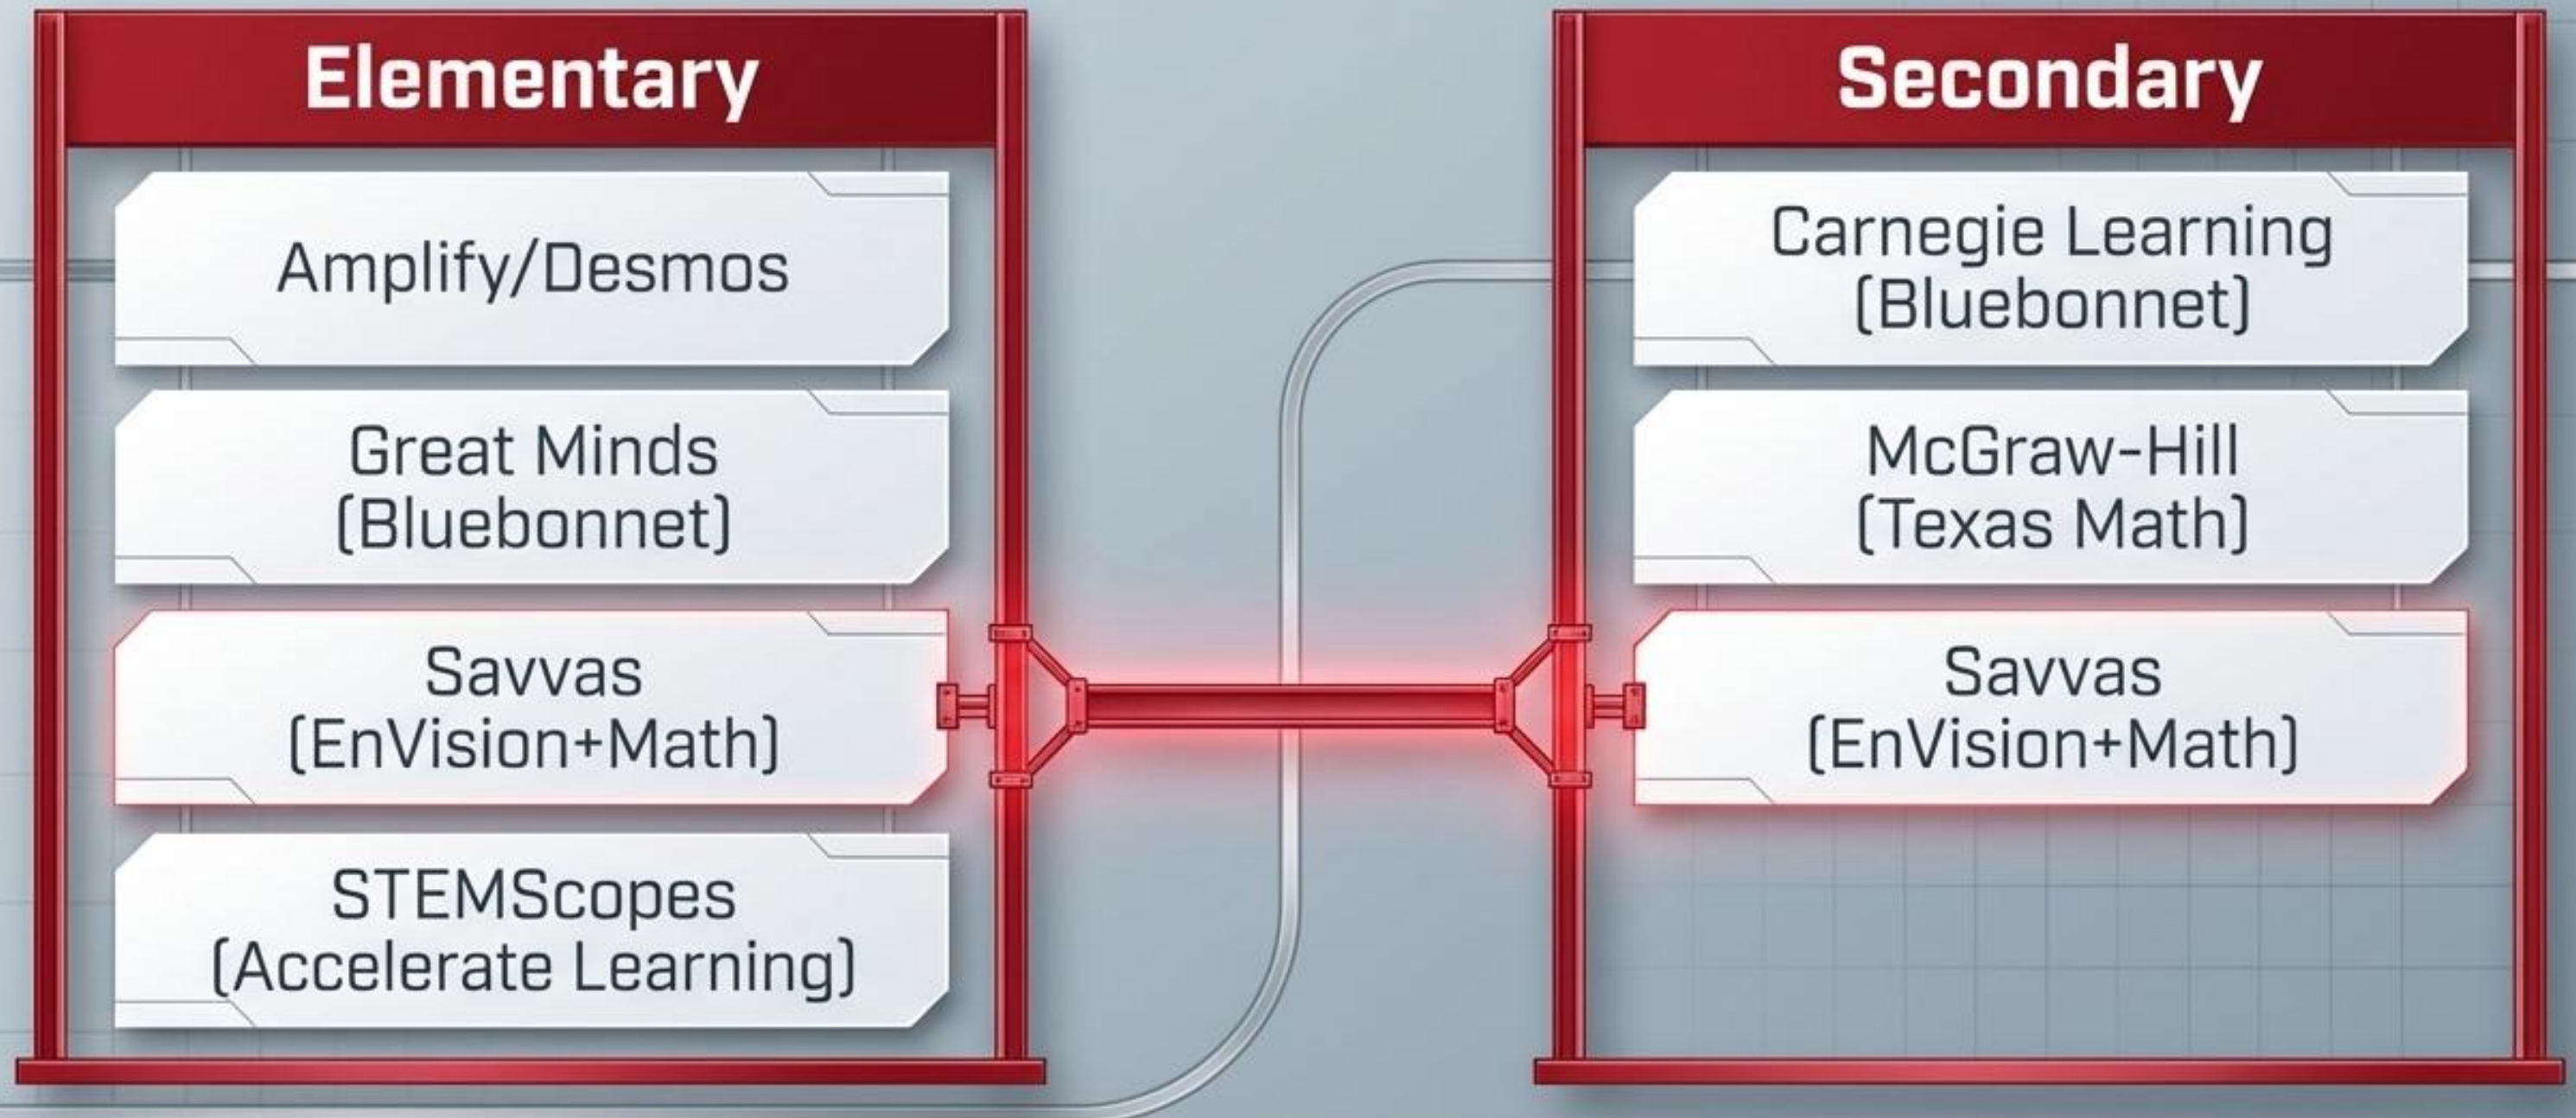 Elementary
Amplify/Desmos
Great Minds
(Bluebonnet)
Savvas
(EnVision+Math)
STEMScopes
(Accelerate Learning)
Secondary
Carnegie Learning
(Bluebonnet)
McGraw-Hill
(Texas Math)
Savvas
(EnVision+Math)